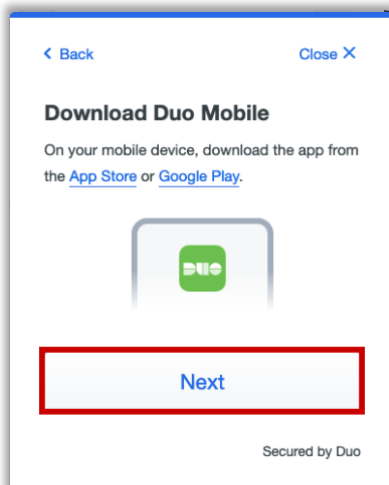 Back
Close
Download Duo Mobile
On your mobile device, download the app from
the App Store or Google Play.
DUO
Next
Secured by Duo